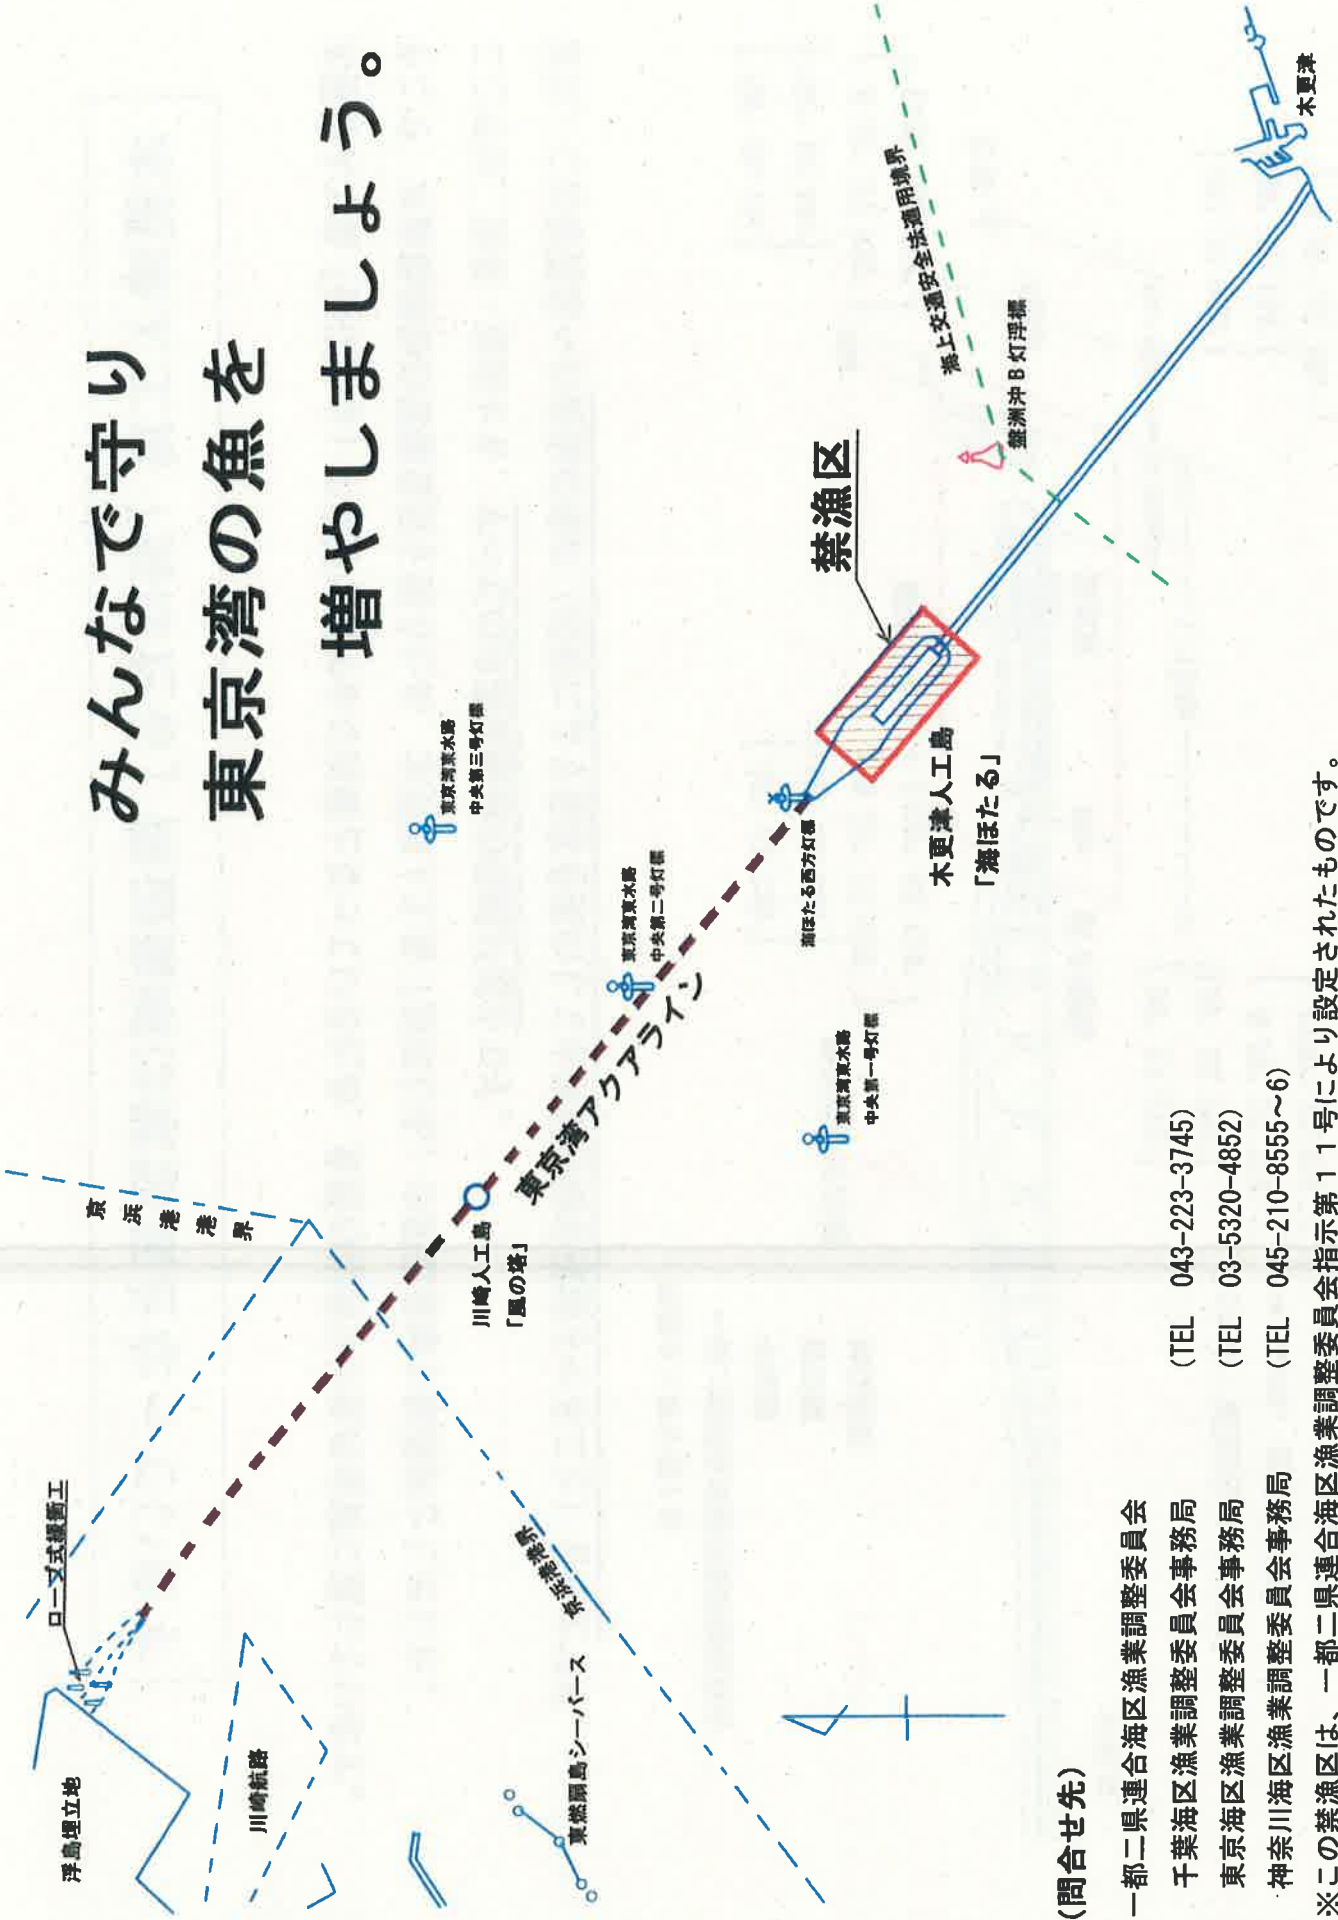 みんなで守り
東京湾の魚を
増やしましょう。
ロープ式緩衝工
浮島埋立地
川崎航路
京浜港港界
京浜港港界
東燃扇島シーバース
川崎人工島
「風の塔」
東京湾アクアライン
東京湾東水路
中央第三号灯標
東京湾東水路
中央第二号灯標
東京湾東水路
中央第一号灯標
海ほたる西方灯標
木更津人工島
「海ほたる」
禁漁区
盤洲沖B灯浮標
海上交通安全法適用境界
木更津
(問合せ先)
一都二県連合海区漁業調整委員会
千葉海区漁業調整委員会事務局 (TEL 043-223-3745)
東京海区漁業調整委員会事務局 (TEL 03-5320-4852)
神奈川海区漁業調整委員会事務局 (TEL 045-210-8555~6)
※この禁漁区は、一都二県連合海区漁業調整委員会指示第11号により設定されたものです。